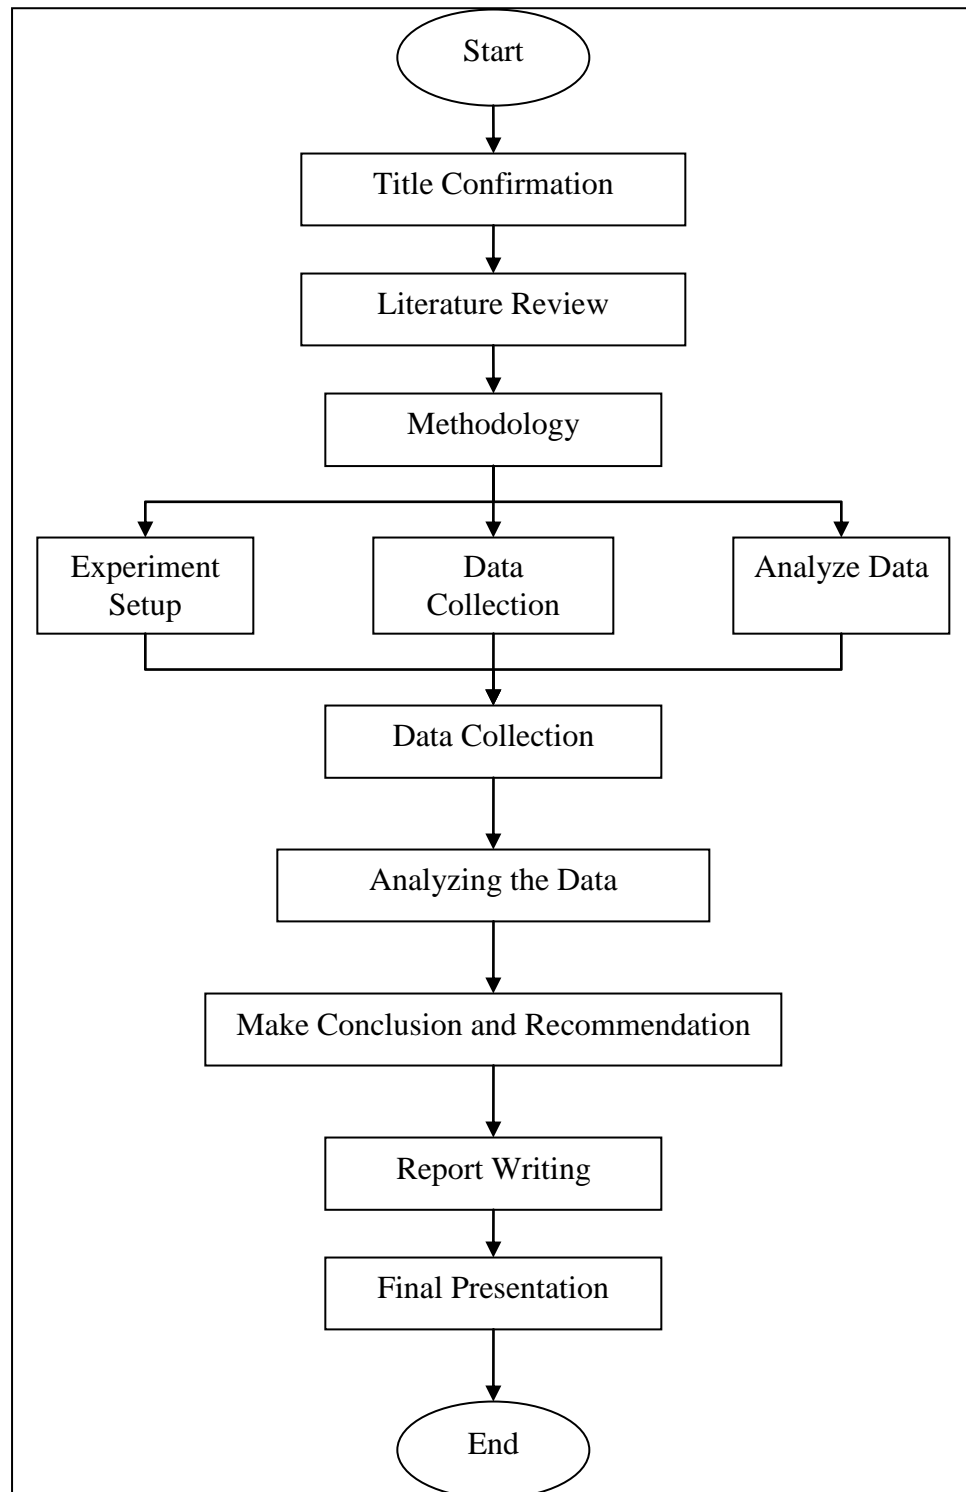 Start
Title Confirmation
Literature Review
Methodology
Experiment
Setup
Data
Collection
Analyze Data
Data Collection
Analyzing the Data
Make Conclusion and Recommendation
Report Writing
Final Presentation
End